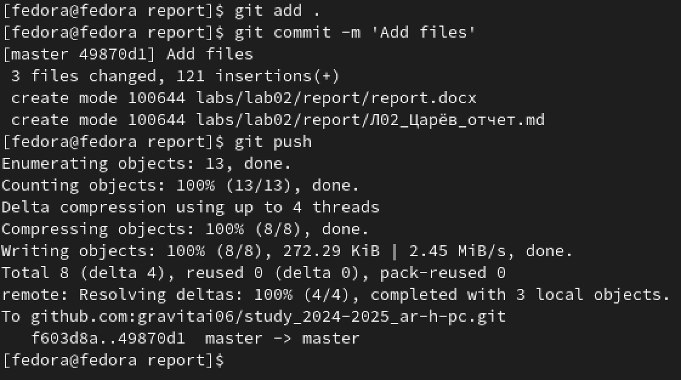 [fedora@fedora report]$ git add .
[fedora@fedora report]$ git commit -m 'Add files'
[master 49870d1] Add files
 3 files changed, 121 insertions(+)
 create mode 100644 labs/lab02/report/report.docx
 create mode 100644 labs/lab02/report/Л02_Царёв_отчет.md
[fedora@fedora report]$ git push
Enumerating objects: 13, done.
Counting objects: 100% (13/13), done.
Delta compression using up to 4 threads
Compressing objects: 100% (8/8), done.
Writing objects: 100% (8/8), 272.29 KiB | 2.45 MiB/s, done.
Total 8 (delta 4), reused 0 (delta 0), pack-reused 0
remote: Resolving deltas: 100% (4/4), completed with 3 local objects.
To github.com:gravitai06/study_2024-2025_ar-h-pc.git
   f603d8a..49870d1  master -> master
[fedora@fedora report]$